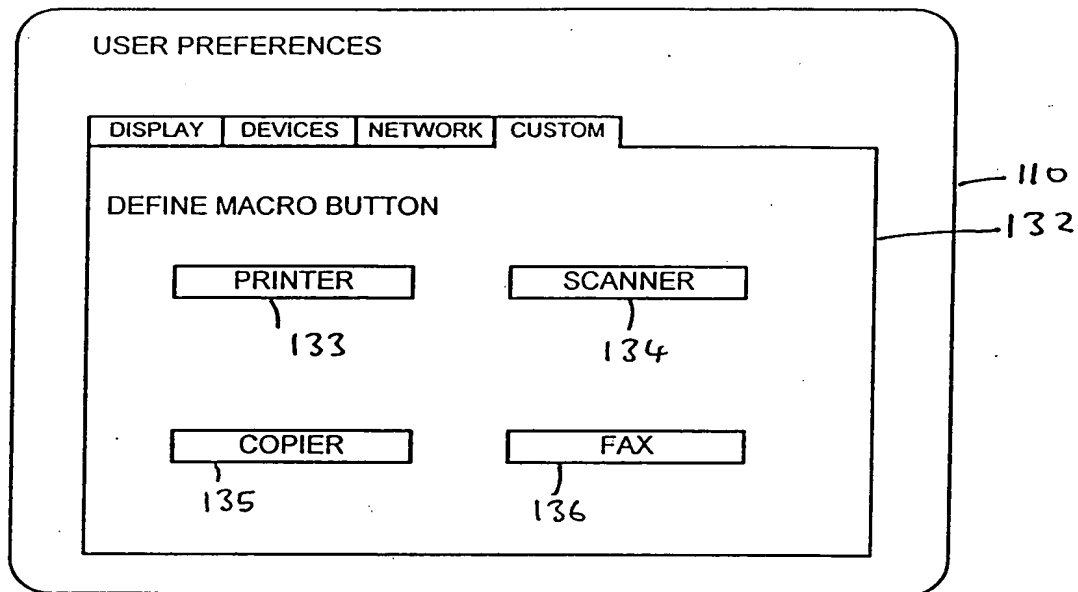 USER PREFERENCES
DISPLAY DEVICES NETWORK CUSTOM
110
132
DEFINE MACRO BUTTON
PRINTER SCANNER
133 134
COPIER FAX
135 136